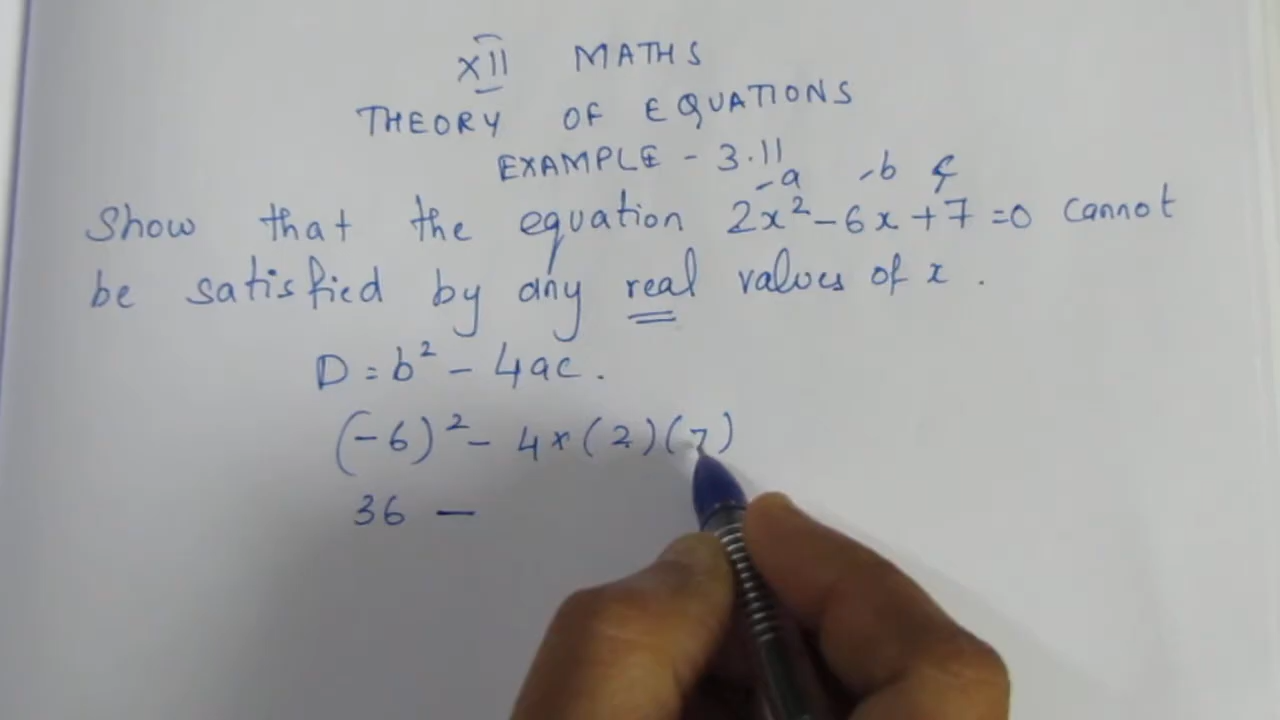 XII MATHS
THEORY OF EQUATIONS
EXAMPLE - 3.11
a b c
Show that the equation 2x² - 6x + 7 = 0 cannot
be satisfied by any real values of x .
D = b² - 4ac .
(-6)² - 4 × (2)(7)
36 —